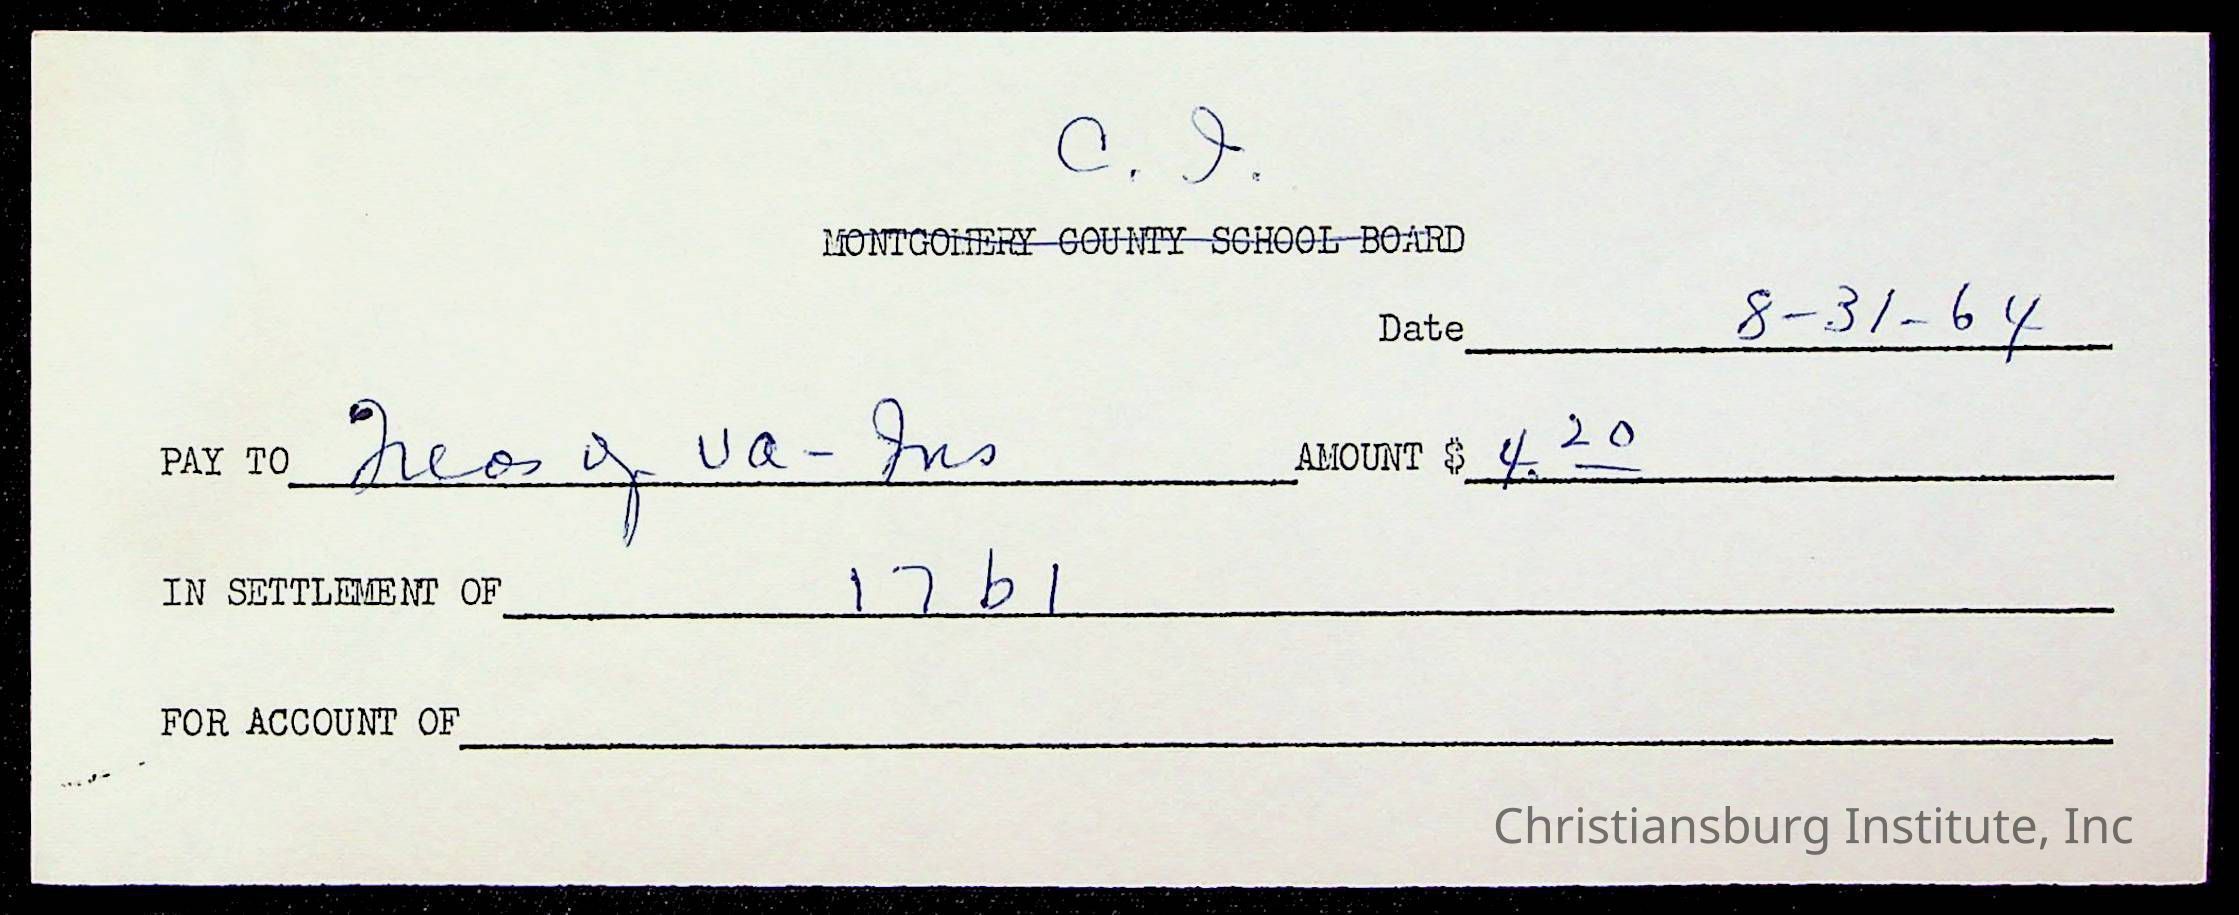 C. I.
MONTGOMERY COUNTY SCHOOL BOARD
Date 8-31-64
PAY TO Treas of Va - Ins AMOUNT $ 4.20
IN SETTLEMENT OF 1761
FOR ACCOUNT OF
Christiansburg Institute, Inc